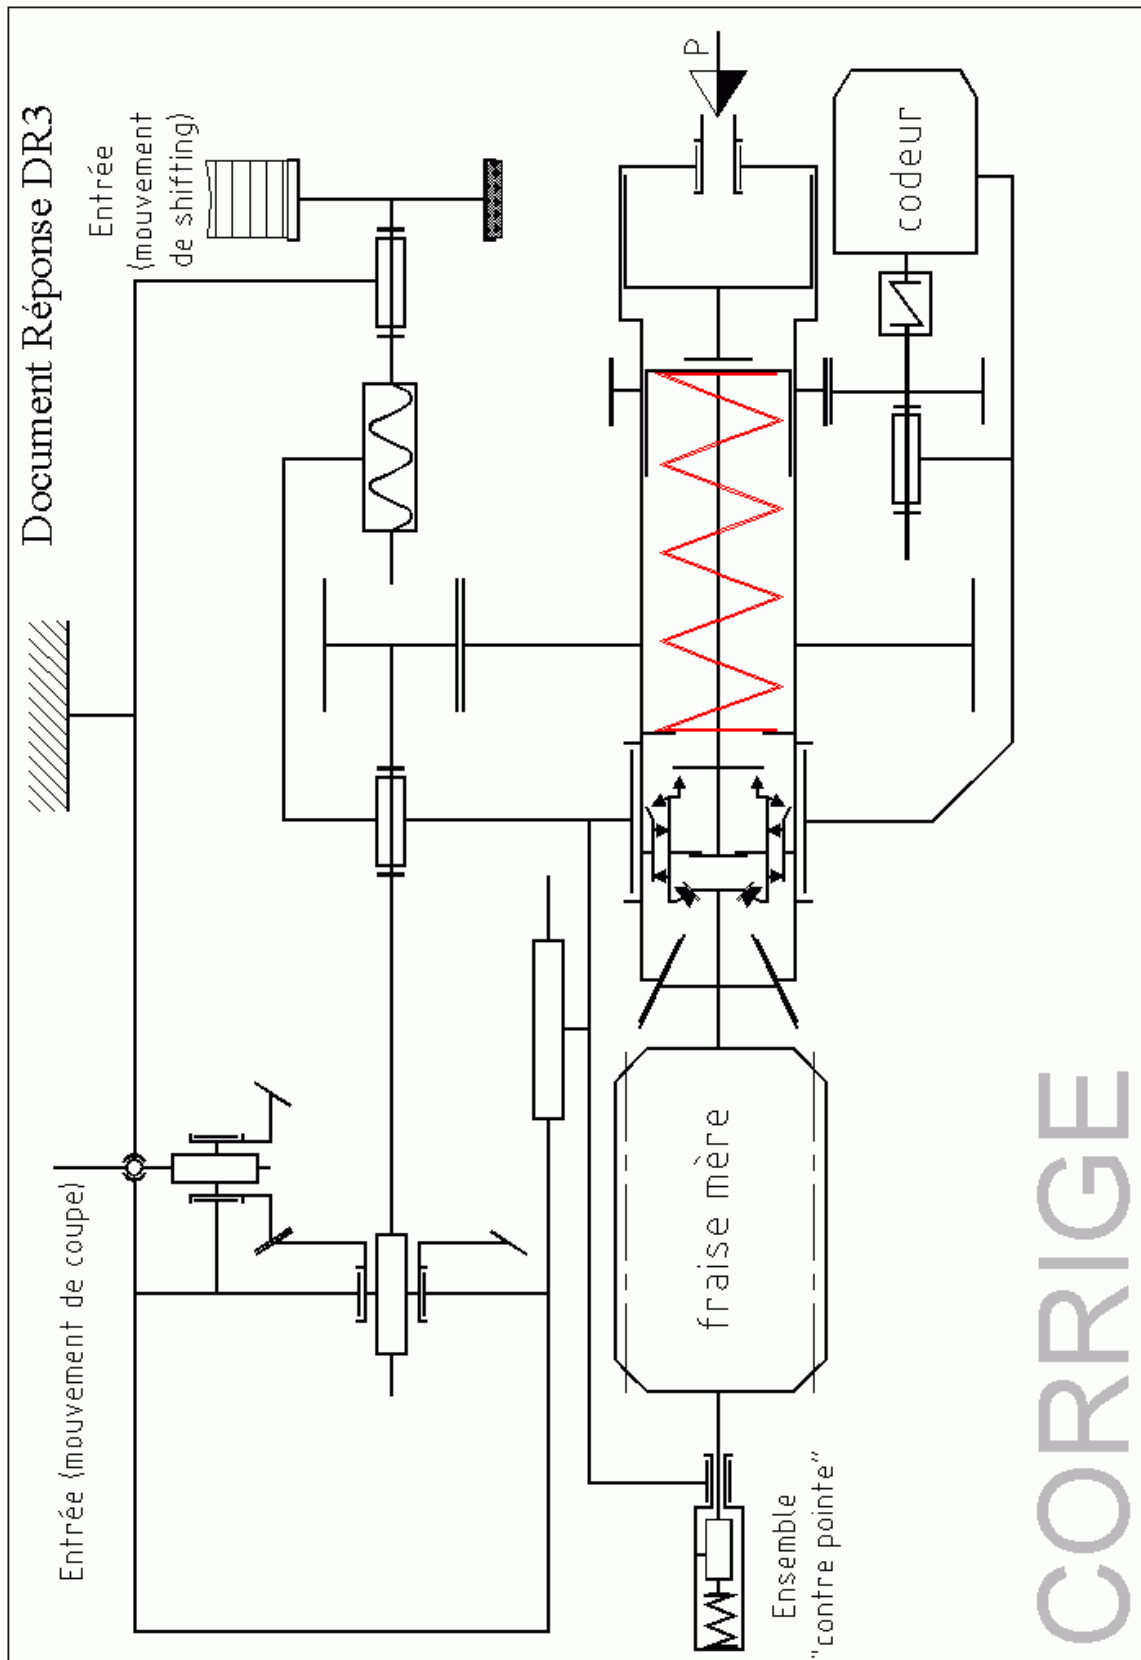 Document Réponse DR3
Entrée
(mouvement
de shifting)
P
codeur
Entrée (mouvement de coupe)
fraise mère
Ensemble
"contre pointe"
CORRIGE